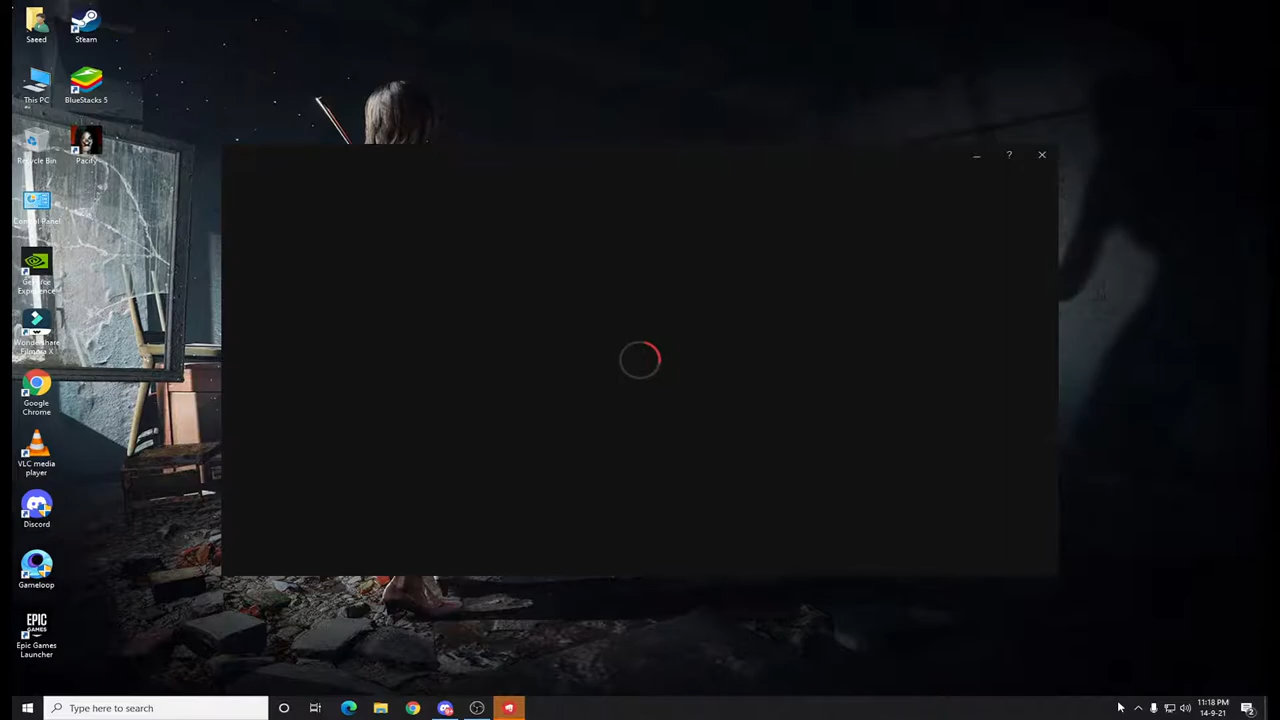 Saeed
Steam
This PC
BlueStacks 5
Recycle Bin
Pacify
Control Panel
GeForce
Experience
Wondershare
Filmora X
Google
Chrome
VLC media
player
Discord
Gameloop
EPIC
GAMES
Epic Games
Launcher
?
Type here to search
11:18 PM
14-9-21
2